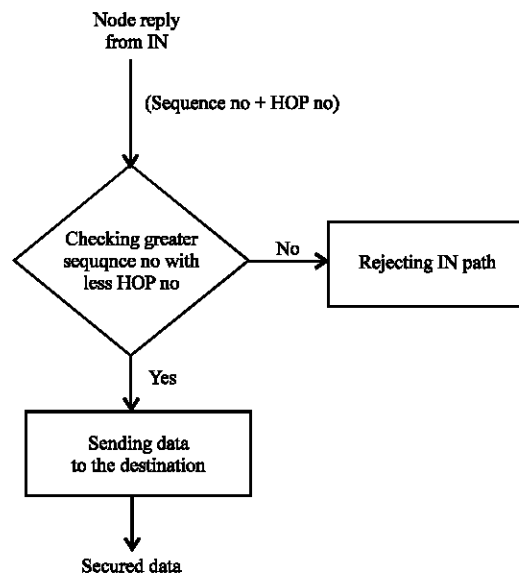 Node reply
from IN
(Sequence no + HOP no)
Checking greater
sequqnce no with
less HOP no
No
Rejecting IN path
Yes
Sending data
to the destination
Secured data